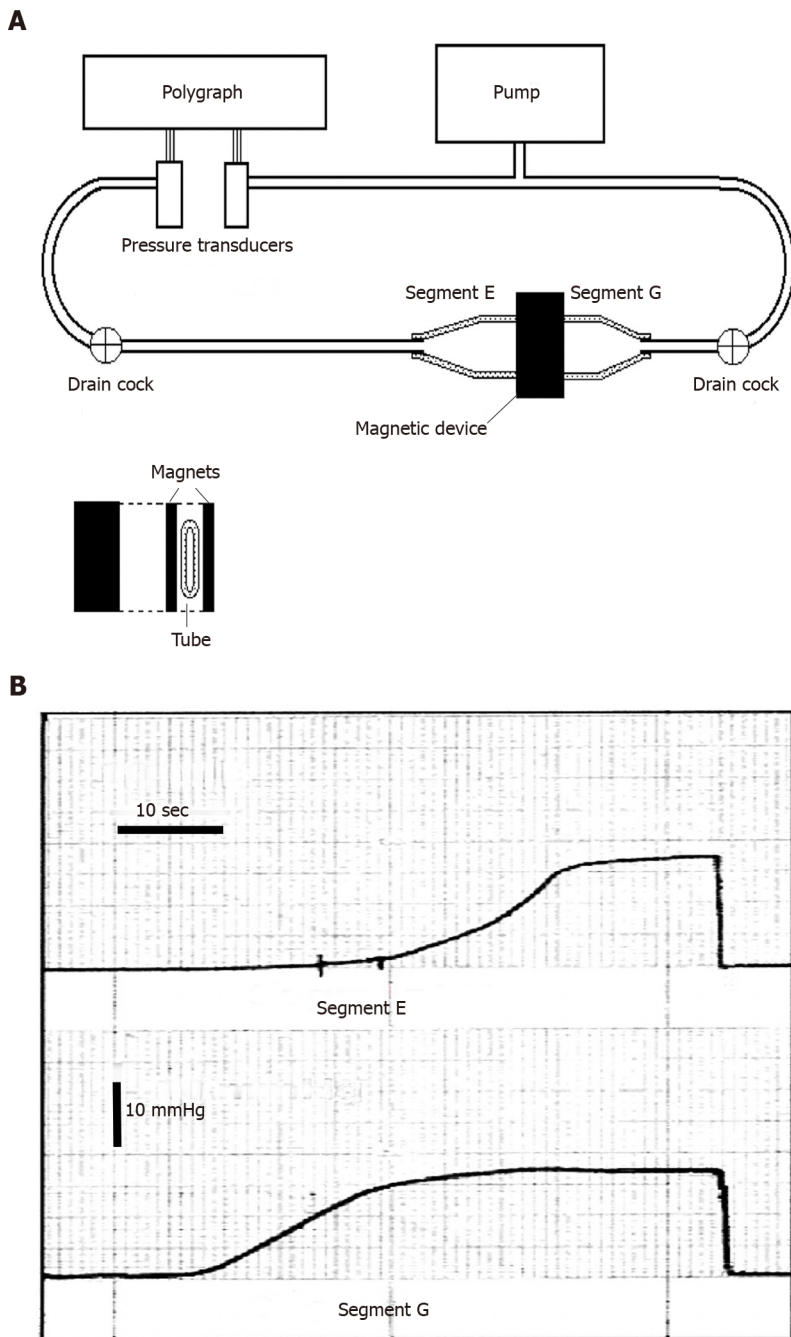 A
Polygraph
Pump
Pressure transducers
Segment E
Segment G
Drain cock
Drain cock
Magnetic device
Magnets
Tube
B
10 sec
Segment E
10 mmHg
Segment G